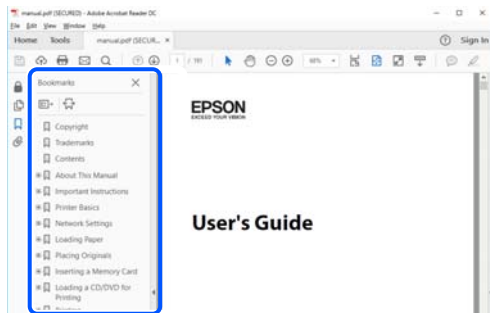 manual.pdf (SECURED) - Adobe Acrobat Reader DC
File Edit View Window Help
Home Tools manual.pdf (SECUR... ×
Sign In
1 / 191
Bookmarks
Copyright
Trademarks
Contents
About This Manual
Important Instructions
Printer Basics
Network Settings
Loading Paper
Placing Originals
Inserting a Memory Card
Loading a CD/DVD for
Printing
EPSON
EXCEED YOUR VISION
User's Guide